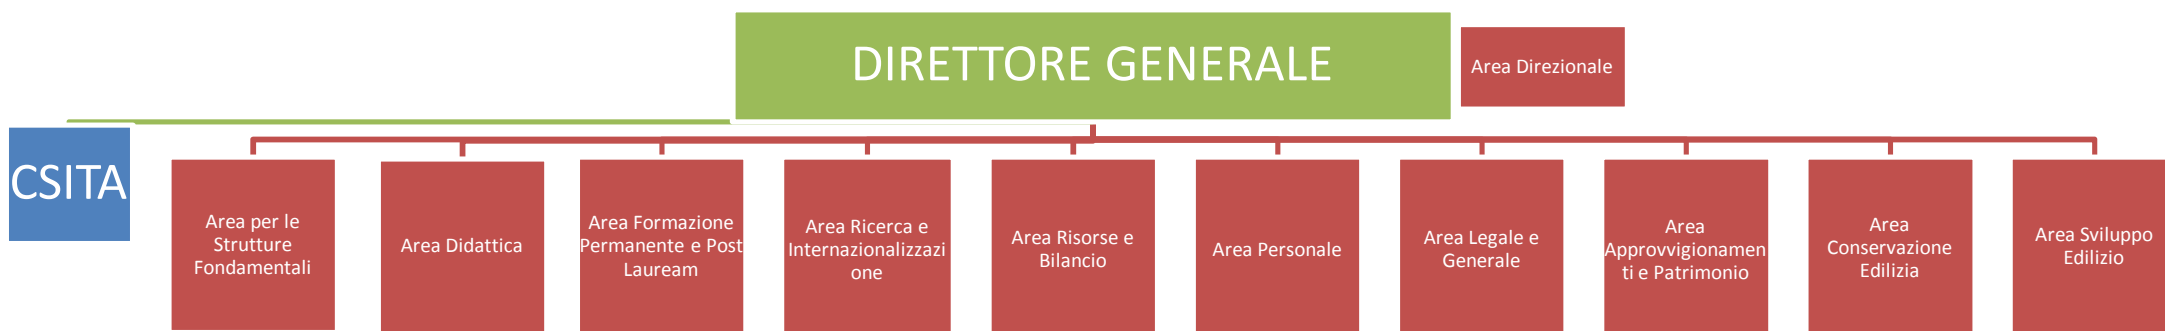 DIRETTORE GENERALE
Area Direzionale
CSITA
Area per le
Strutture
Fondamentali
Area Didattica
Area Formazione
Permanente e Post
Lauream
Area Ricerca e
Internazionalizzazi
one
Area Risorse e
Bilancio
Area Personale
Area Legale e
Generale
Area
Approvvigionamen
ti e Patrimonio
Area
Conservazione
Edilizia
Area Sviluppo
Edilizio